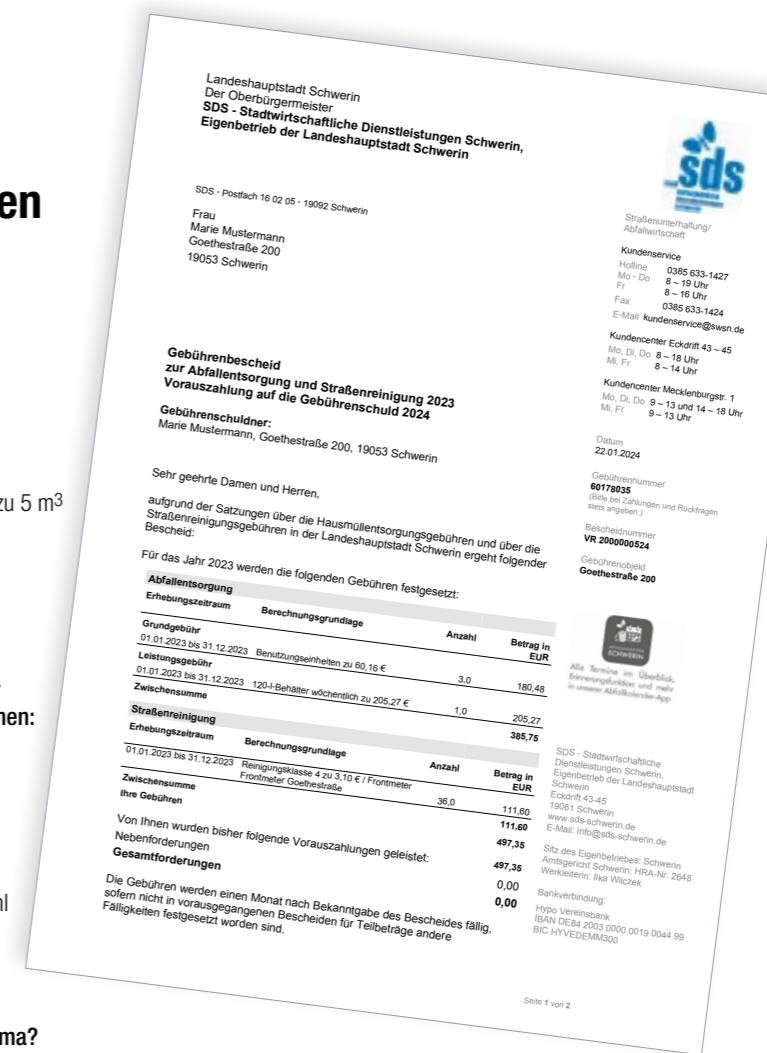 en
zu 5 m³
nen:
nl
ma?
Landeshauptstadt Schwerin
Der Oberbürgermeister
SDS - Stadtwirtschaftliche Dienstleistungen Schwerin,
Eigenbetrieb der Landeshauptstadt Schwerin
SDS - Postfach 16 02 05 - 19092 Schwerin
Frau
Marie Mustermann
Goethestraße 200
19053 Schwerin
Gebührenbescheid
zur Abfallentsorgung und Straßenreinigung 2023
Vorauszahlung auf die Gebührenschuld 2024
Gebührenschuldner:
Marie Mustermann, Goethestraße 200, 19053 Schwerin
Sehr geehrte Damen und Herren,
aufgrund der Satzungen über die Hausmüllentsorgungsgebühren und über die
Straßenreinigungsgebühren in der Landeshauptstadt Schwerin ergeht folgender
Bescheid:
Für das Jahr 2023 werden die folgenden Gebühren festgesetzt:
Abfallentsorgung
Erhebungszeitraum Berechnungsgrundlage Anzahl Betrag in
EUR
Grundgebühr
01.01.2023 bis 31.12.2023 Benutzungseinheiten zu 60,16 € 3,0 180,48
Leistungsgebühr
01.01.2023 bis 31.12.2023 120-l-Behälter wöchentlich zu 205,27 € 1,0 205,27
Zwischensumme 385,75
Straßenreinigung
Erhebungszeitraum Berechnungsgrundlage Anzahl Betrag in
EUR
01.01.2023 bis 31.12.2023 Reinigungsklasse 4 zu 3,10 € / Frontmeter
Frontmeter Goethestraße 36,0 111,60
Zwischensumme 111,60
Ihre Gebühren 497,35
Von Ihnen wurden bisher folgende Vorauszahlungen geleistet: 497,35
Nebenforderungen 0,00
Gesamtforderungen 0,00
Die Gebühren werden einen Monat nach Bekanntgabe des Bescheides fällig,
sofern nicht in vorausgegangenen Bescheiden für Teilbeträge andere
Fälligkeiten festgesetzt worden sind.
sds
Straßenunterhaltung/
Abfallwirtschaft
Kundenservice
Hotline 0385 633-1427
Mo - Do 8 – 19 Uhr
Fr 8 – 16 Uhr
Fax 0385 633-1424
E-Mail kundenservice@swsn.de
Kundencenter Eckdrift 43 – 45
Mo, Di, Do 8 – 18 Uhr
Mi, Fr 8 – 14 Uhr
Kundencenter Mecklenburgstr. 1
Mo, Di, Do 9 – 13 und 14 – 18 Uhr
Mi, Fr 9 – 13 Uhr
Datum
22.01.2024
Gebührennummer
60178035
(Bitte bei Zahlungen und Rückfragen
stets angeben.)
Bescheidnummer
VR 2000000524
Gebührenobjekt
Goethestraße 200
SCHWERIN
Alle Termine im Überblick,
Erinnerungsfunktion und mehr
in unserer Abfallkalender-App
SDS - Stadtwirtschaftliche
Dienstleistungen Schwerin,
Eigenbetrieb der Landeshauptstadt
Schwerin
Eckdrift 43-45
19061 Schwerin
www.sds-schwerin.de
E-Mail: info@sds-schwerin.de
Sitz des Eigenbetriebes: Schwerin
Amtsgericht Schwerin: HRA-Nr. 2648
Werkleiterin: Ilka Wilczek
Bankverbindung:
Hypo Vereinsbank
IBAN DE84 2003 0000 0019 0044 99
BIC HYVEDEMM300
Seite 1 von 2